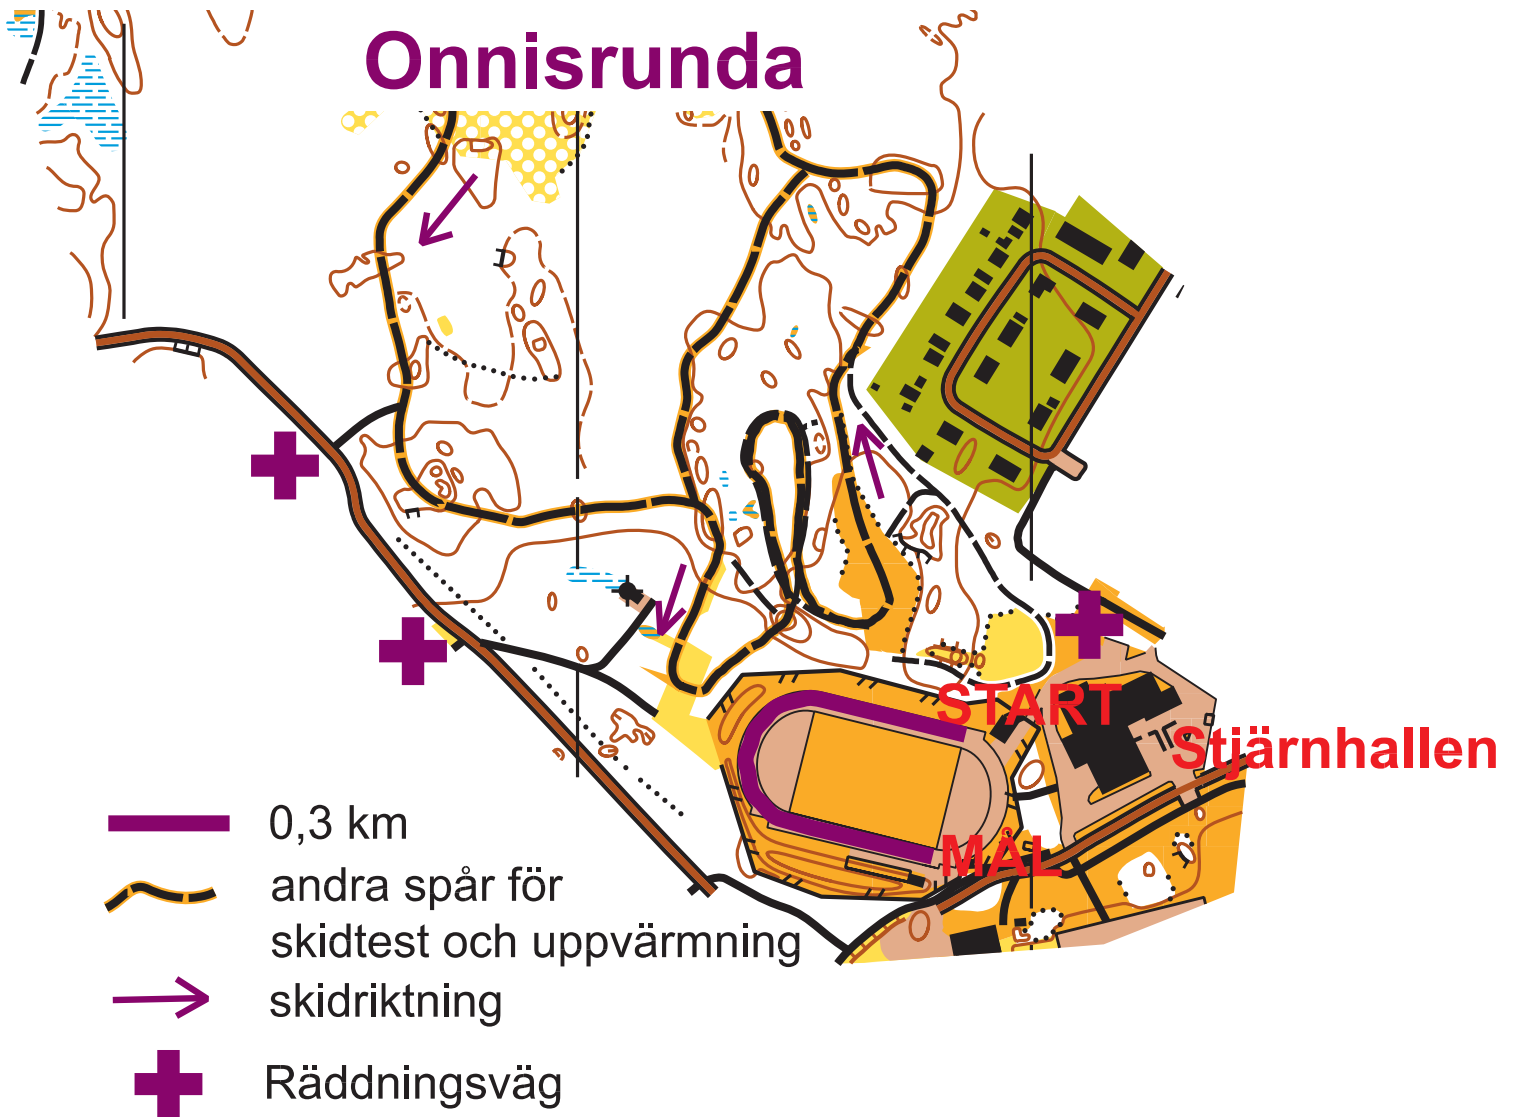 Onnisrunda
START
Stjärnhallen
MÅL
0,3 km
andra spår för
skidtest och uppvärmning
skidriktning
Räddningsväg